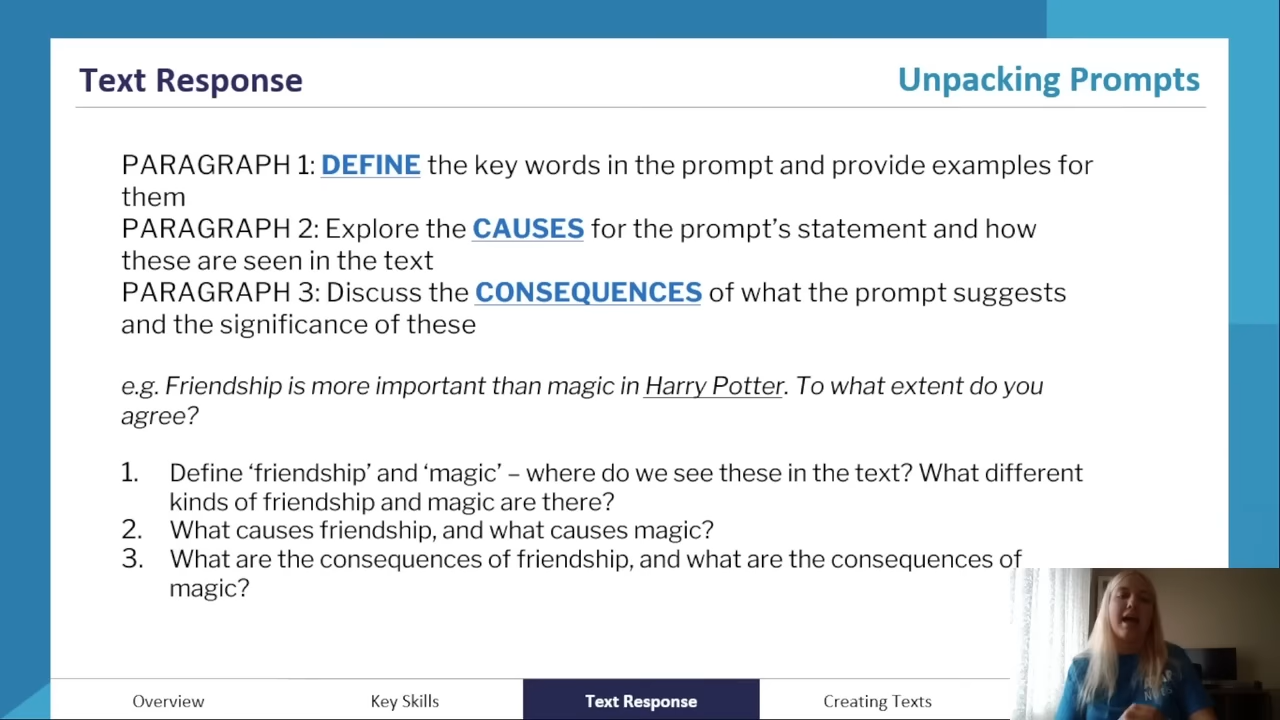 Text Response
Unpacking Prompts
PARAGRAPH 1: DEFINE the key words in the prompt and provide examples for
them
PARAGRAPH 2: Explore the CAUSES for the prompt’s statement and how
these are seen in the text
PARAGRAPH 3: Discuss the CONSEQUENCES of what the prompt suggests
and the significance of these
e.g. Friendship is more important than magic in Harry Potter. To what extent do you
agree?
1. Define ‘friendship’ and ‘magic’ – where do we see these in the text? What different
kinds of friendship and magic are there?
2. What causes friendship, and what causes magic?
3. What are the consequences of friendship, and what are the consequences of
magic?
Overview
Key Skills
Text Response
Creating Texts